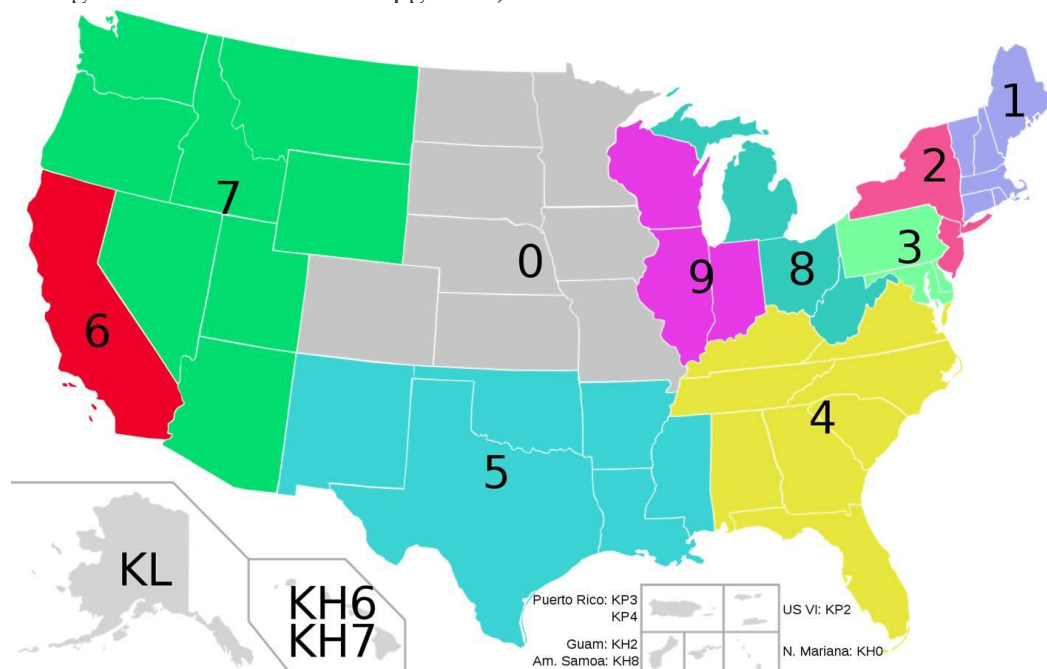 1
2
3
7
0
8
9
6
4
5
KL
KH6
KH7
Puerto Rico: KP3
KP4
US VI: KP2
Guam: KH2
Am. Samoa: KH8
N. Mariana: KH0